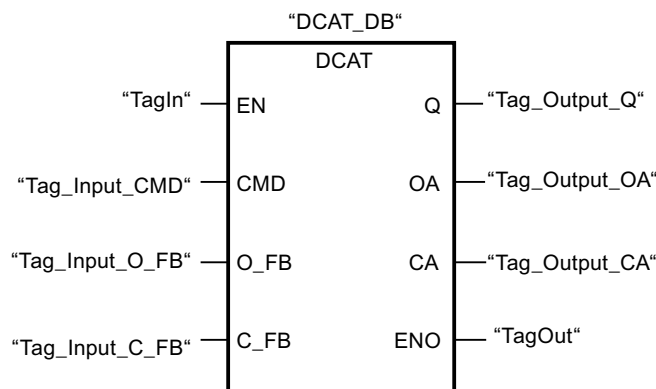 “DCAT_DB“
DCAT
“TagIn“ EN Q “Tag_Output_Q“
“Tag_Input_CMD“ CMD OA “Tag_Output_OA“
“Tag_Input_O_FB“ O_FB CA “Tag_Output_CA“
“Tag_Input_C_FB“ C_FB ENO “TagOut“